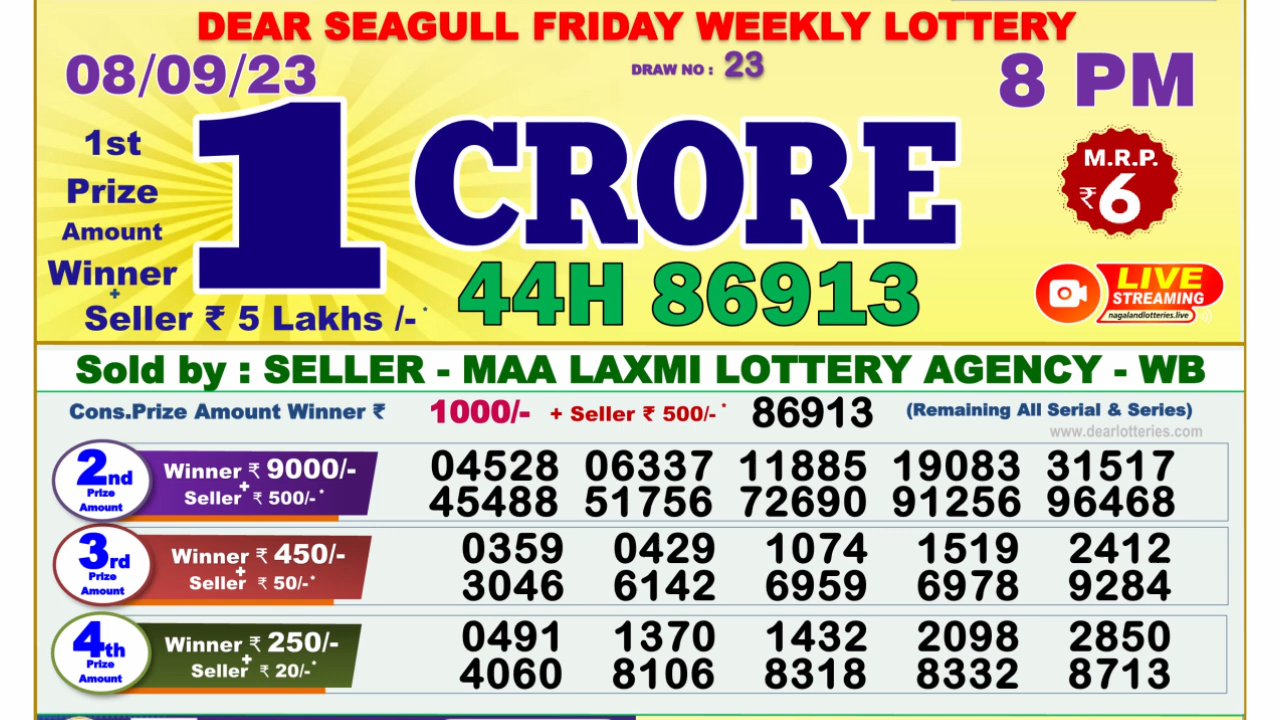 DEAR SEAGULL FRIDAY WEEKLY LOTTERY
08/09/23
DRAW NO : 23
8 PM
1st
Prize
Amount
Winner
+
Seller ₹ 5 Lakhs /-*
1 CRORE
44H 86913
M.R.P.
₹6
LIVE
STREAMING
nagalandlotteries.live
Sold by : SELLER - MAA LAXMI LOTTERY AGENCY - WB
Cons.Prize Amount Winner ₹ 1000/- + Seller ₹ 500/-* 86913 (Remaining All Serial & Series)
www.dearlotteries.com
2nd
Prize
Amount
Winner ₹ 9000/-
+
Seller ₹ 500/-*
04528 06337 11885 19083 31517
45488 51756 72690 91256 96468
3rd
Prize
Amount
Winner ₹ 450/-
+
Seller ₹ 50/-*
0359 0429 1074 1519 2412
3046 6142 6959 6978 9284
4th
Prize
Amount
Winner ₹ 250/-
+
Seller ₹ 20/-*
0491 1370 1432 2098 2850
4060 8106 8318 8332 8713